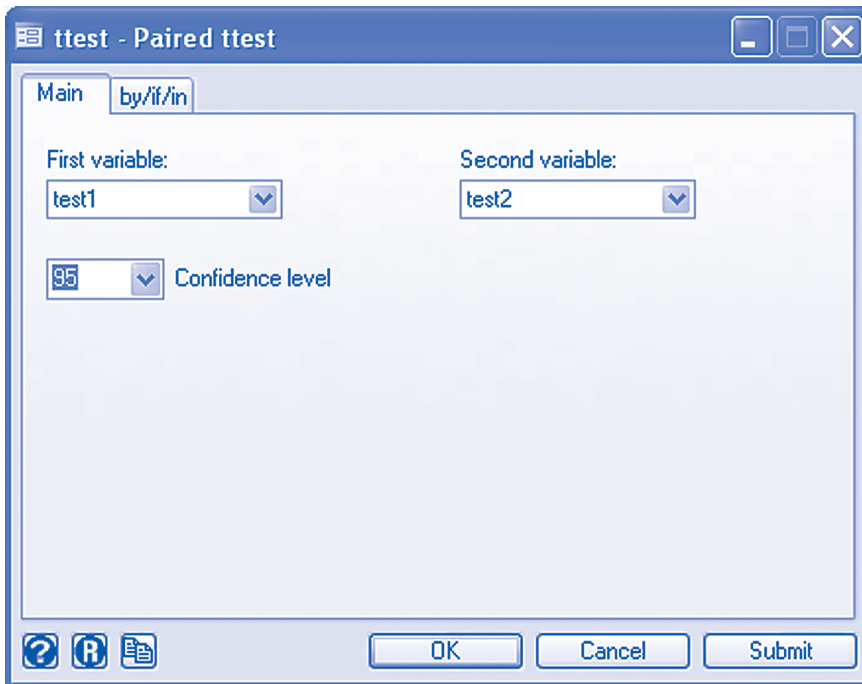 ttest - Paired ttest
Main by/if/in
First variable: Second variable:
test1 test2
95 Confidence level
? R OK Cancel Submit